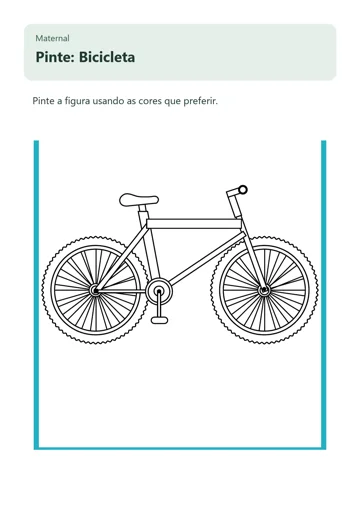 Maternal
Pinte: Bicicleta
Pinte a figura usando as cores que preferir.